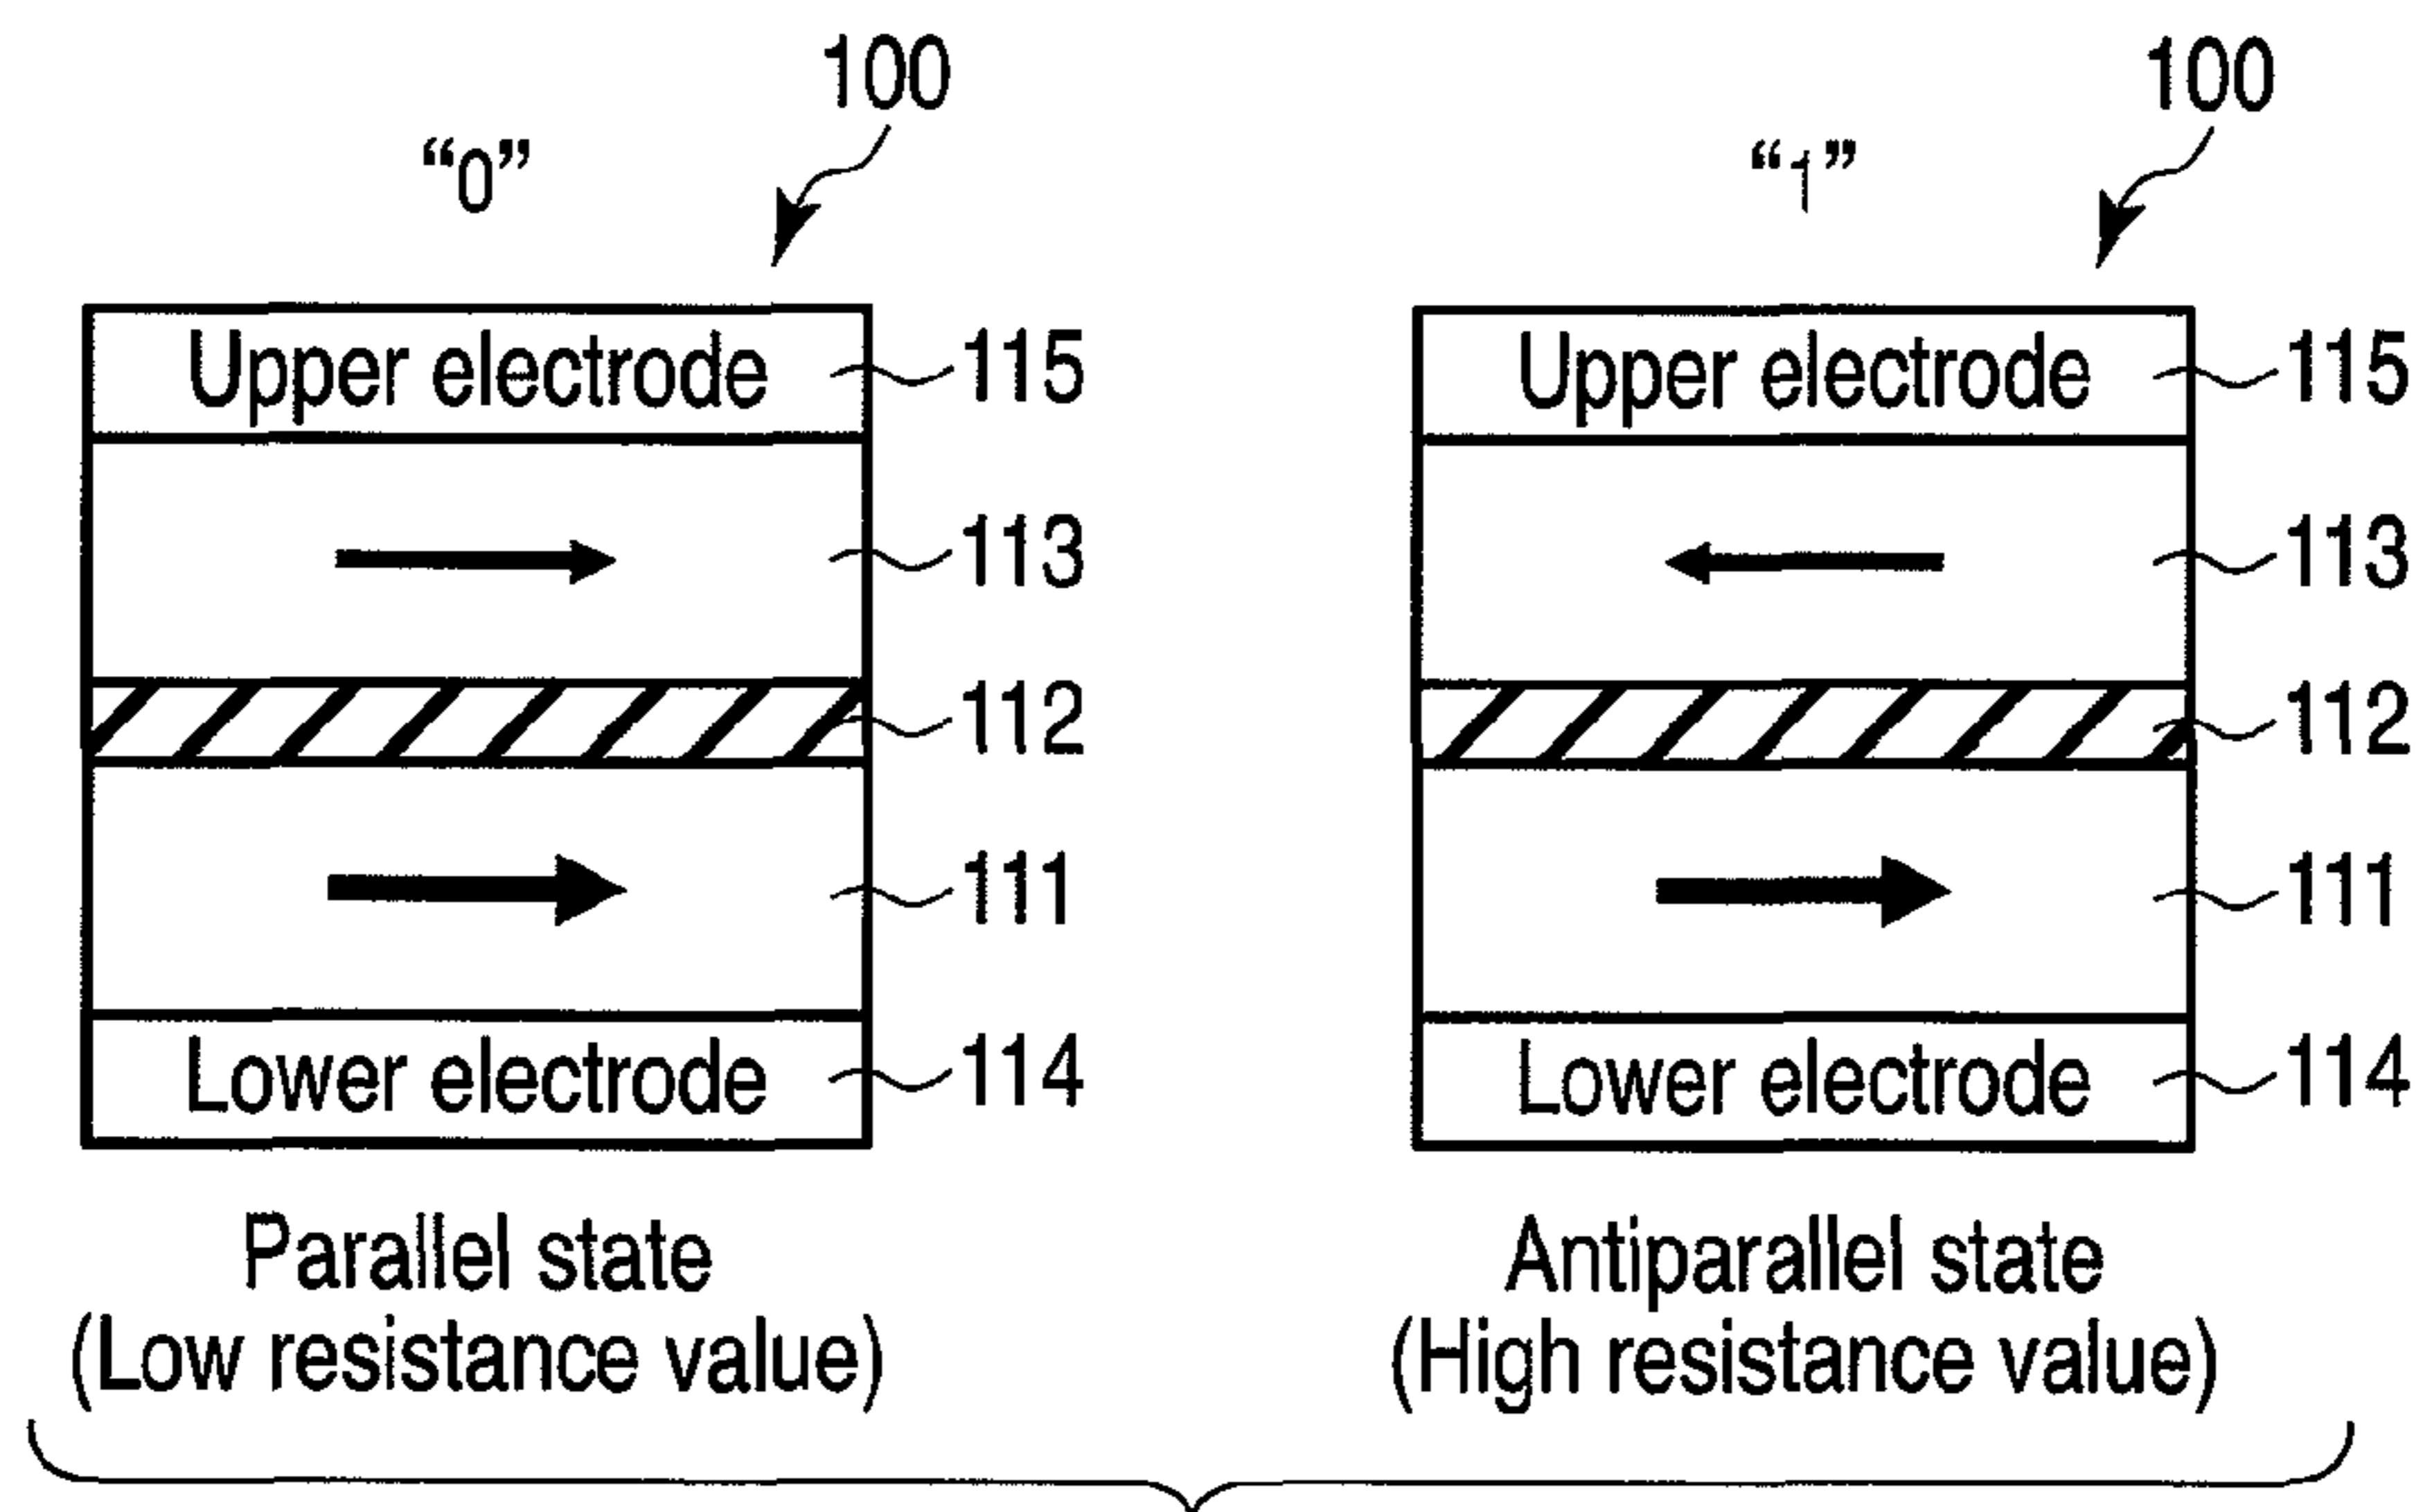 100
100
“0”
“1”
Upper electrode
115
Upper electrode
115
113
113
112
112
111
111
Lower electrode
114
Lower electrode
114
Parallel state
(Low resistance value)
Antiparallel state
(High resistance value)